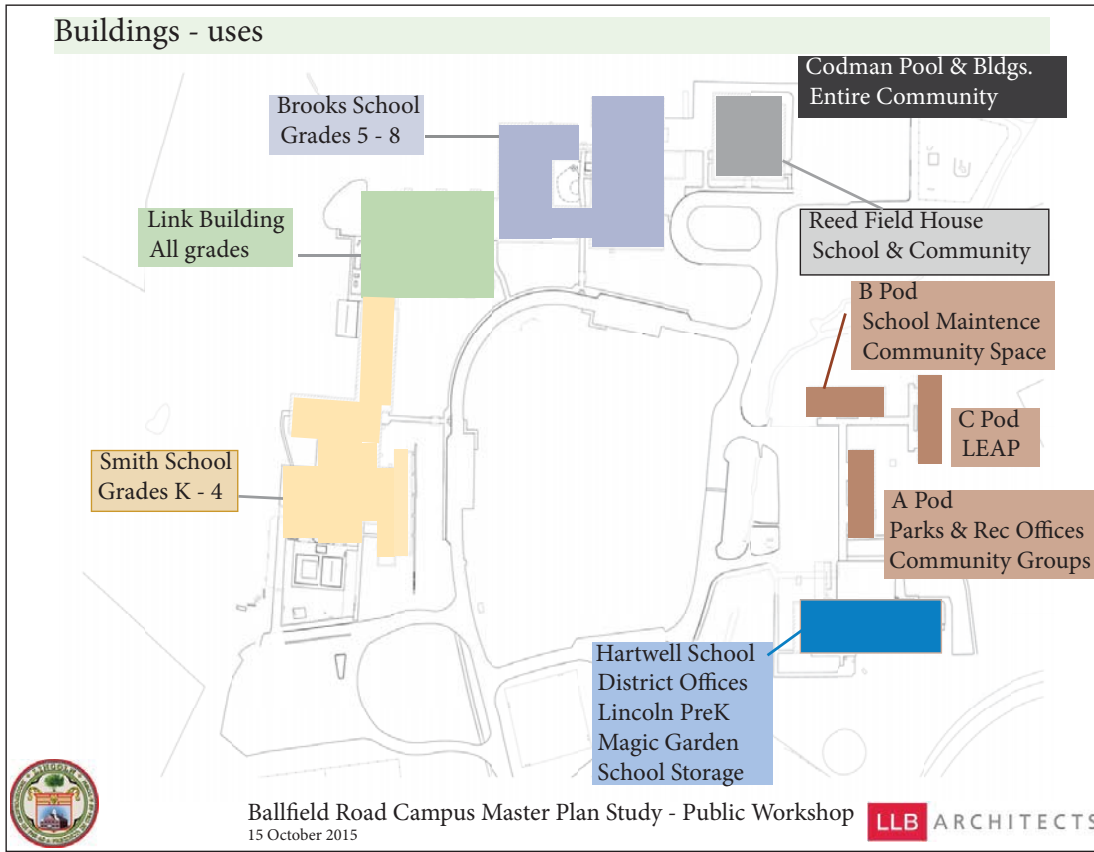 Buildings - uses
Codman Pool & Bldgs.
Entire Community
Brooks School
Grades 5 - 8
Link Building
All grades
Reed Field House
School & Community
B Pod
School Maintence
Community Space
C Pod
LEAP
Smith School
Grades K - 4
A Pod
Parks & Rec Offices
Community Groups
Hartwell School
District Offices
Lincoln PreK
Magic Garden
School Storage
Ballfield Road Campus Master Plan Study - Public Workshop
15 October 2015
LLB ARCHITECTS
LINCOLN